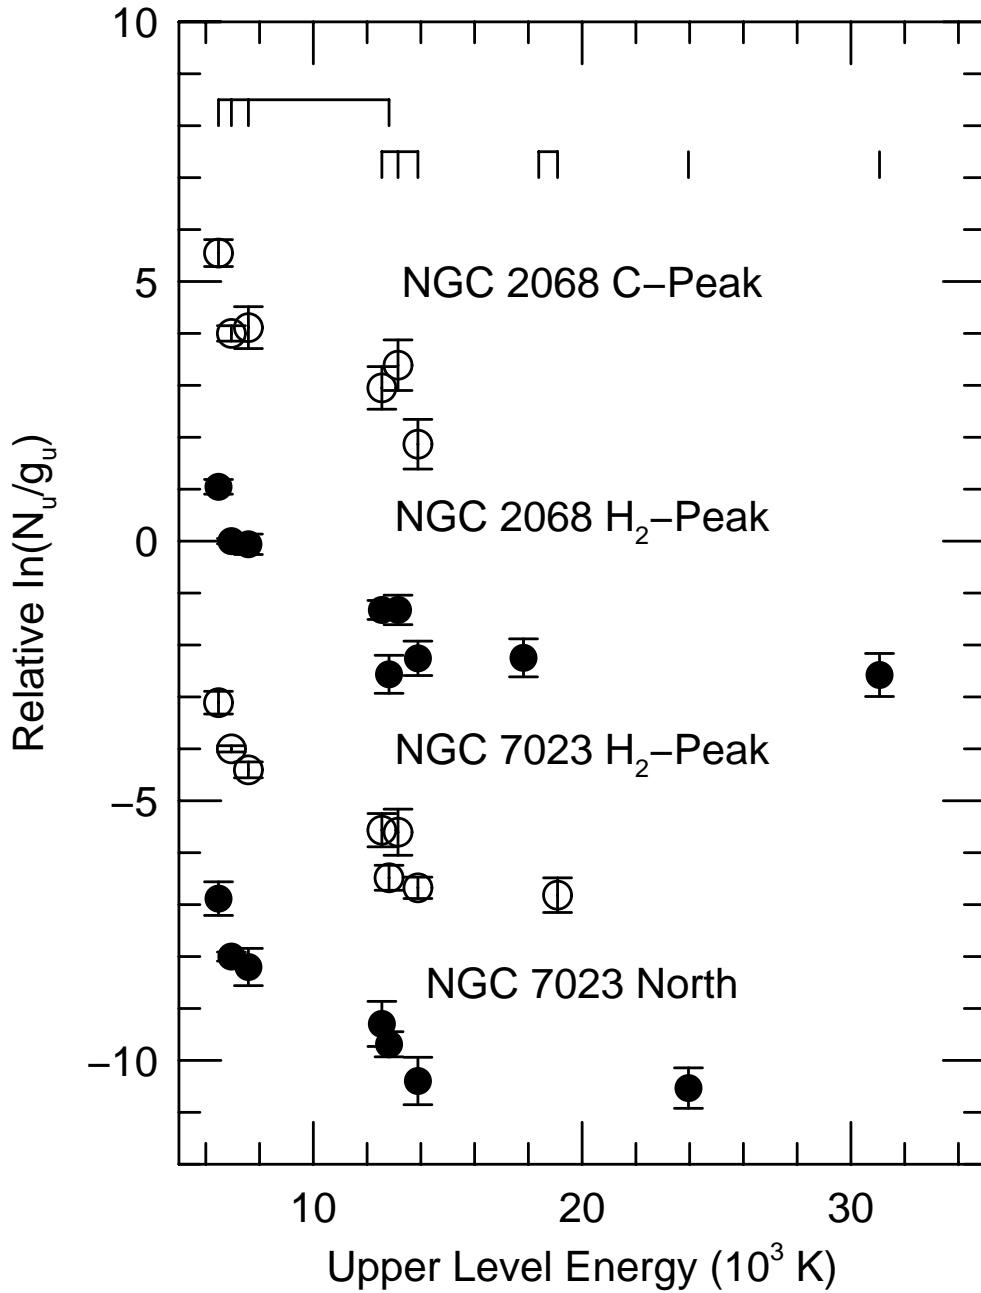 10
5
0
−5
−10
Relative ln(Nᵤ/gᵤ)
NGC 2068 C−Peak
NGC 2068 H₂−Peak
NGC 7023 H₂−Peak
NGC 7023 North
10 20 30
Upper Level Energy (10³ K)